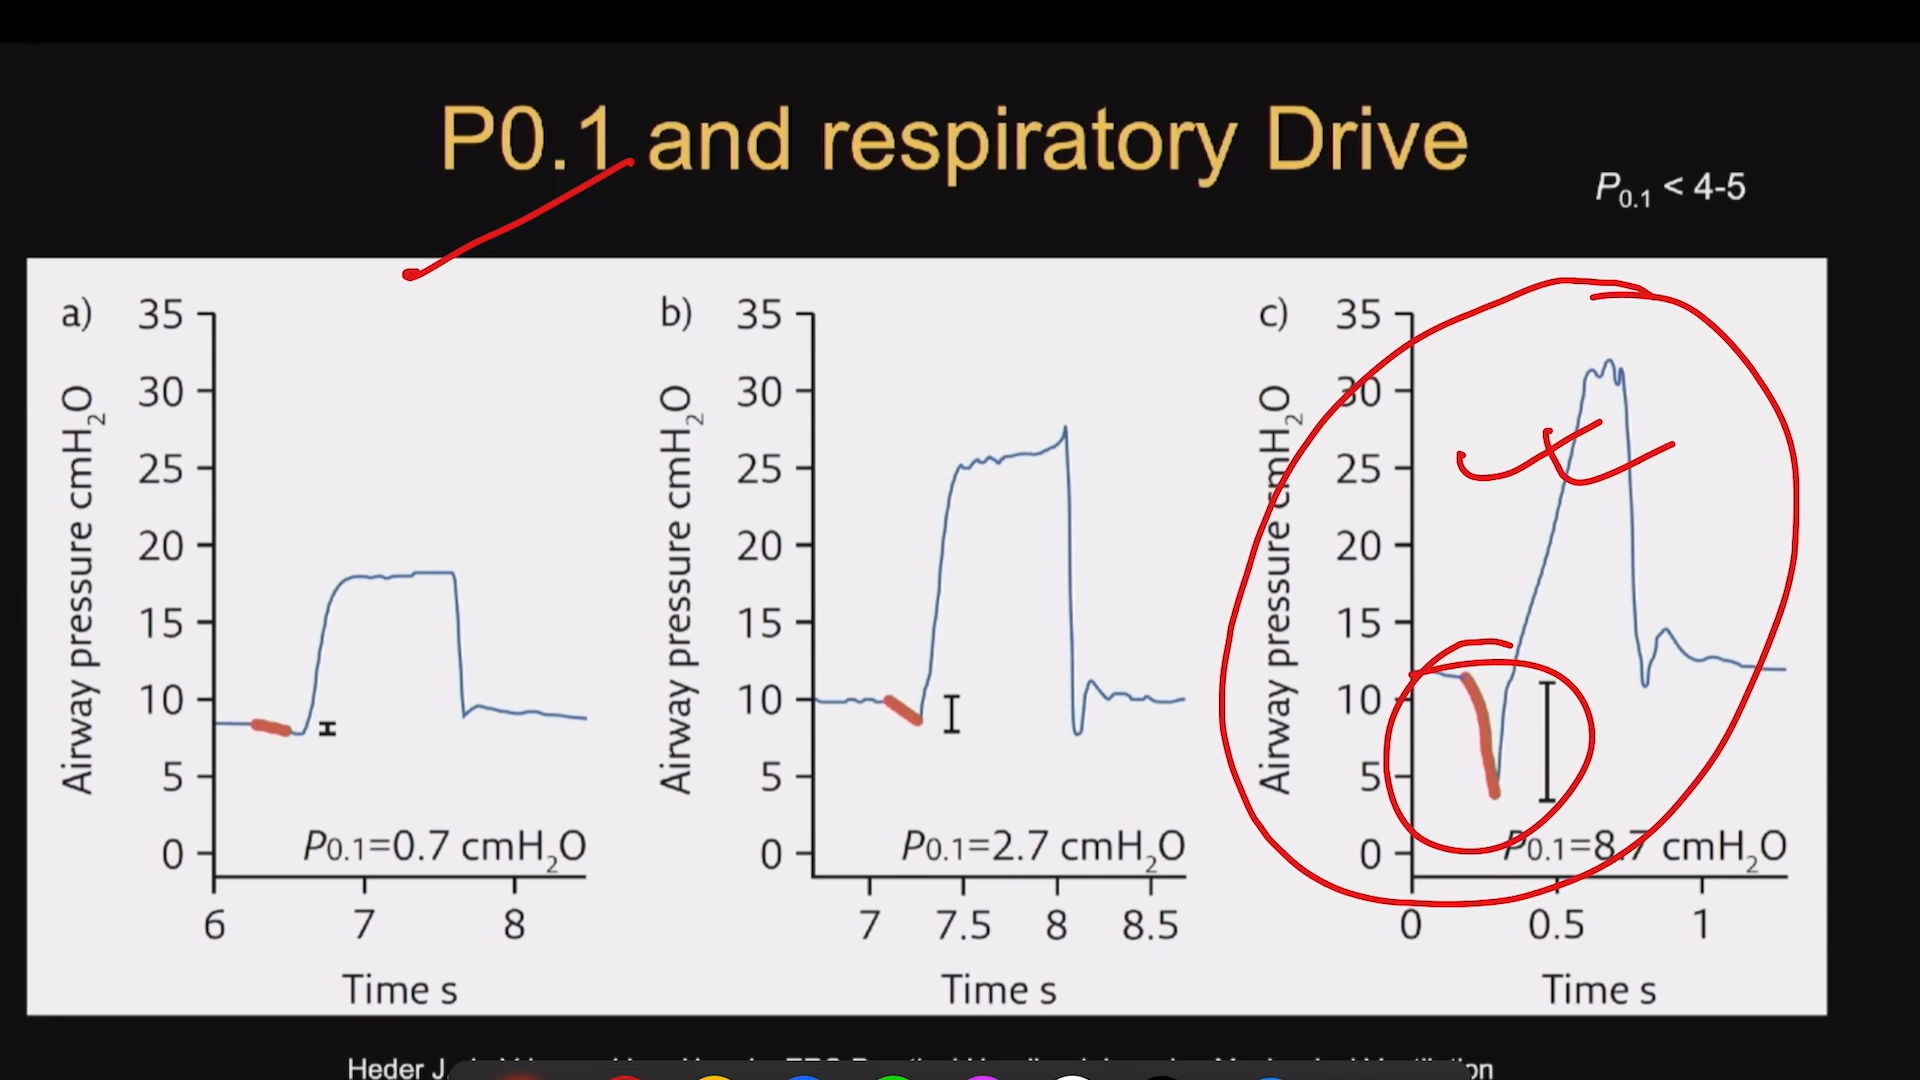 P0.1 and respiratory Drive
P0.1 < 4-5
a)
35
30
25
20
15
10
5
0
Airway pressure cmH2O
P0.1=0.7 cmH2O
6 7 8
Time s
b)
35
30
25
20
15
10
5
0
Airway pressure cmH2O
P0.1=2.7 cmH2O
7 7.5 8 8.5
Time s
c)
35
30
25
20
15
10
5
0
Airway pressure cmH2O
P0.1=8.7 cmH2O
0 0.5 1
Time s
Heder J.